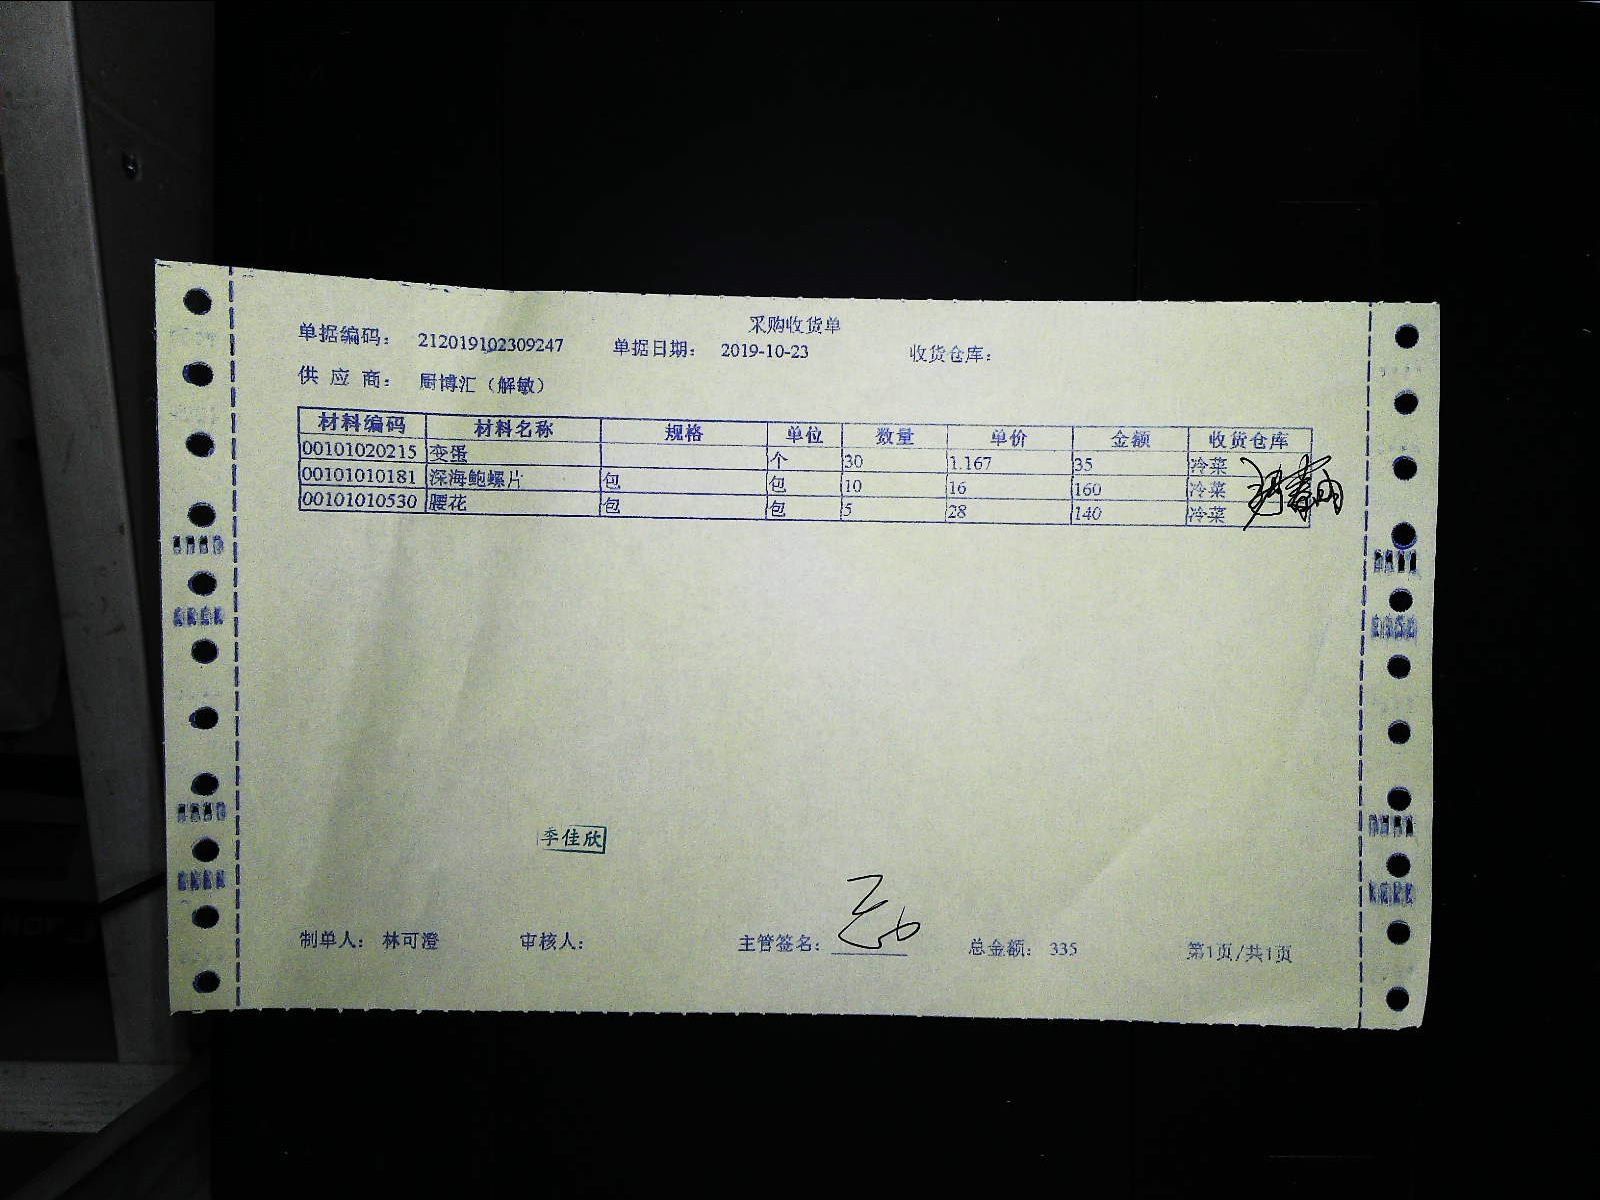 采购收货单
单据编码： 212019102309247 单据日期： 2019-10-23 收货仓库：
供 应 商： 厨博汇（解敏）
材料编码 材料名称 规格 单位 数量 单价 金额 收货仓库
00101020215 变蛋 个 30 1.167 35 冷菜
00101010181 深海鲍螺片 包 包 10 16 160 冷菜
00101010530 腰花 包 包 5 28 140 冷菜
李佳欣
制单人： 林可澄 审核人： 主管签名： 总金额： 335 第1页/共1页